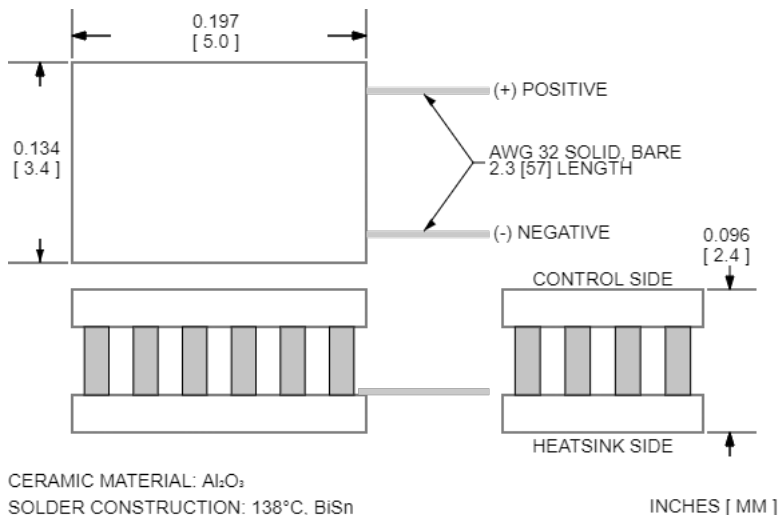 0.197
[ 5.0 ]
(+) POSITIVE
0.134
[ 3.4 ]
AWG 32 SOLID, BARE
2.3 [57] LENGTH
(-) NEGATIVE
0.096
[ 2.4 ]
CONTROL SIDE
HEATSINK SIDE
CERAMIC MATERIAL: Al₂O₃
SOLDER CONSTRUCTION: 138°C, BiSn
INCHES [ MM ]